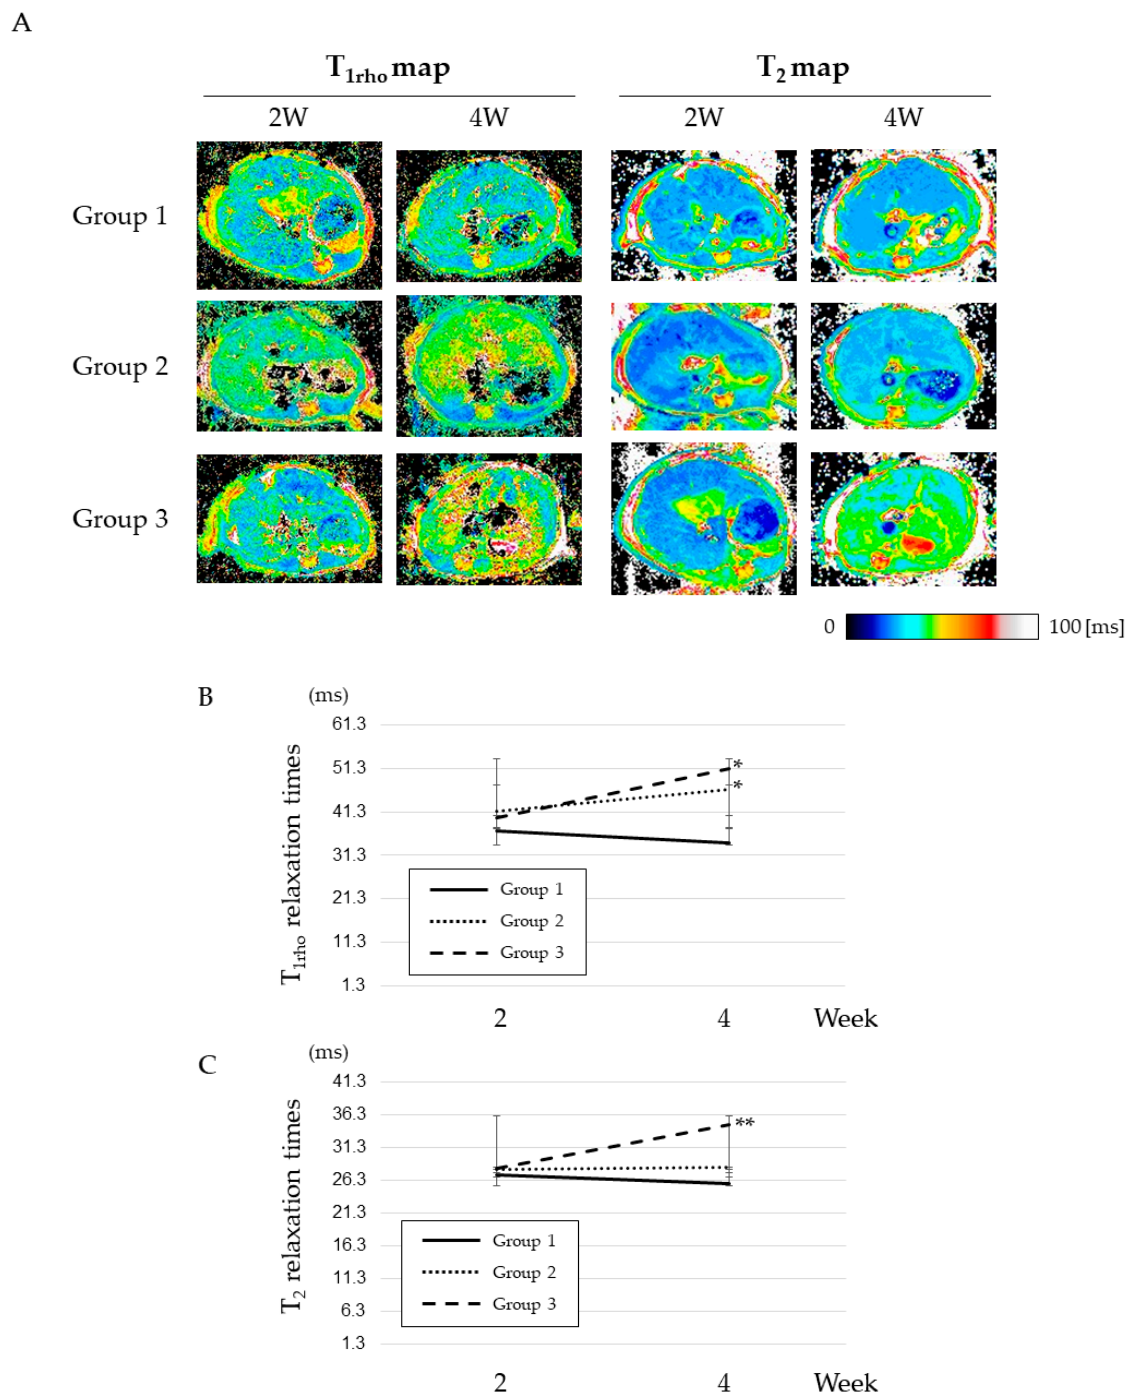 A
T1rho map T2 map
2W 4W 2W 4W
Group 1
Group 2
Group 3
0 100 [ms]
B (ms)
T1rho relaxation times
61.3
51.3
41.3
31.3
21.3
11.3
1.3
*
*
Group 1
Group 2
Group 3
2 4 Week
C (ms)
T2 relaxation times
41.3
36.3
31.3
26.3
21.3
16.3
11.3
6.3
1.3
**
Group 1
Group 2
Group 3
2 4 Week